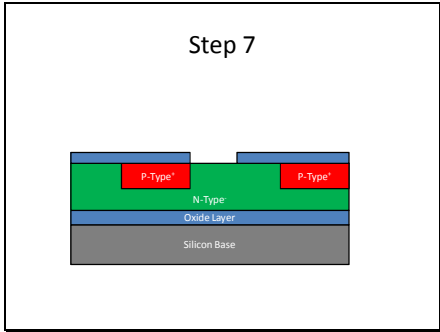 Step 7
P-Type⁺ P-Type⁺
N-Type⁻
Oxide Layer
Silicon Base